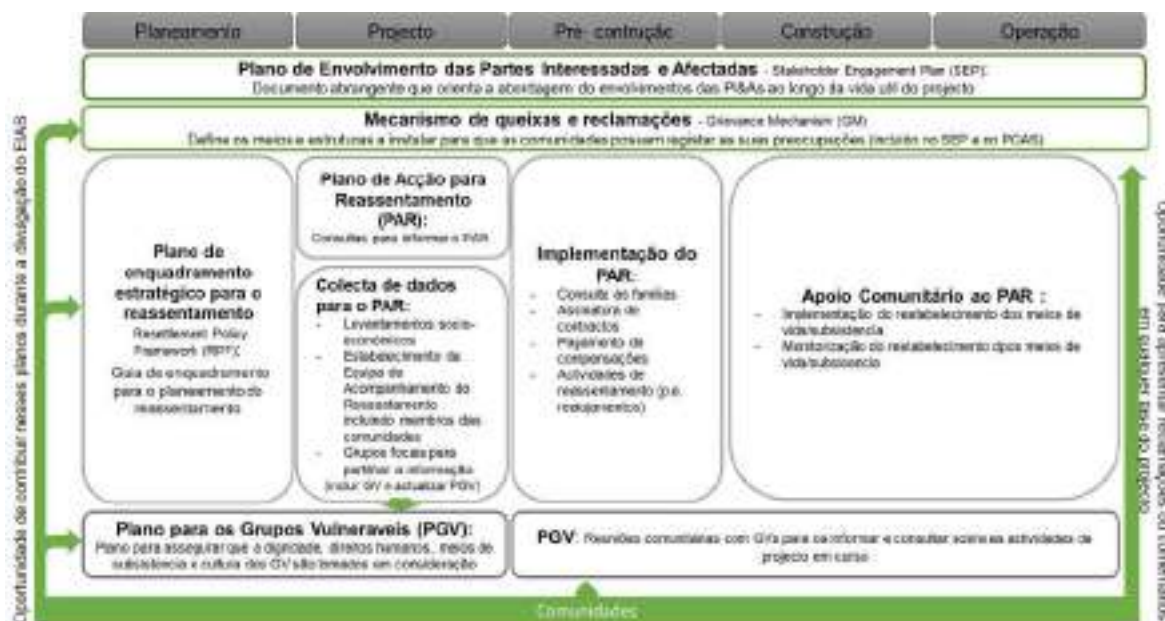 Planeamento
Projecto
Pré- contrução
Construção
Operação
Plano de Envolvimento das Partes Interessadas e Afectadas - Stakeholder Engagement Plan (SEP):
Documento abrangente que orienta a abordagem do envolvimentos das PI&As ao longo da vida util do projecto
Mecanismo de queixas e reclamações - Grievance Mechanism (GM)
Define os meios e estruturas a instalar para que as comunidades possam registar as suas preocupações (incluído no SEP e no PGAS)
Plano de
enquadramento
estratégico para o
reassentamento
Resettlement Policy
Framework (RPF):
Guia de enquadramento
para o planeamento do
reassentamento
Plano de Acção para
Reassentamento
(PAR):
Consultas para informar o PAR
Colecta de dados
para o PAR:
- Levantamentos socio-
económicos
- Estabelecimento da
Equipa de
Acompanhamento do
Reassentamento
incluindo membros das
comunidades
- Grupos focais para
partilhar a informação
(incluir GV e actualizar PGV)
Implementação do
PAR:
- Consulta às famílias
- Assinatura de
contractos
- Pagamento de
compensações
- Actividades de
reassentamento (p.e.
realojamentos)
Apoio Comunitário ao PAR :
- Implementação do restabelecimento dos meios de
vida/subsistencia
- Monitorização do restabelecimento dpos meios de
vida/subsistencia
Plano para os Grupos Vulneraveis (PGV):
Plano para assegurar que a dignidade, direitos humanos, meios de
subsistência e cultura dos GV são tomados em consideração
PGV: Reuniões comunitárias com GVs para os informar e consultar sobre as actividades de
projecto em curso
Comunidades
Oportunidade de contribuir nesses planos durante a divulgação do EIAS
Oportunidade para apresentar reclamações ou comentários
em qualquer fase do projecto